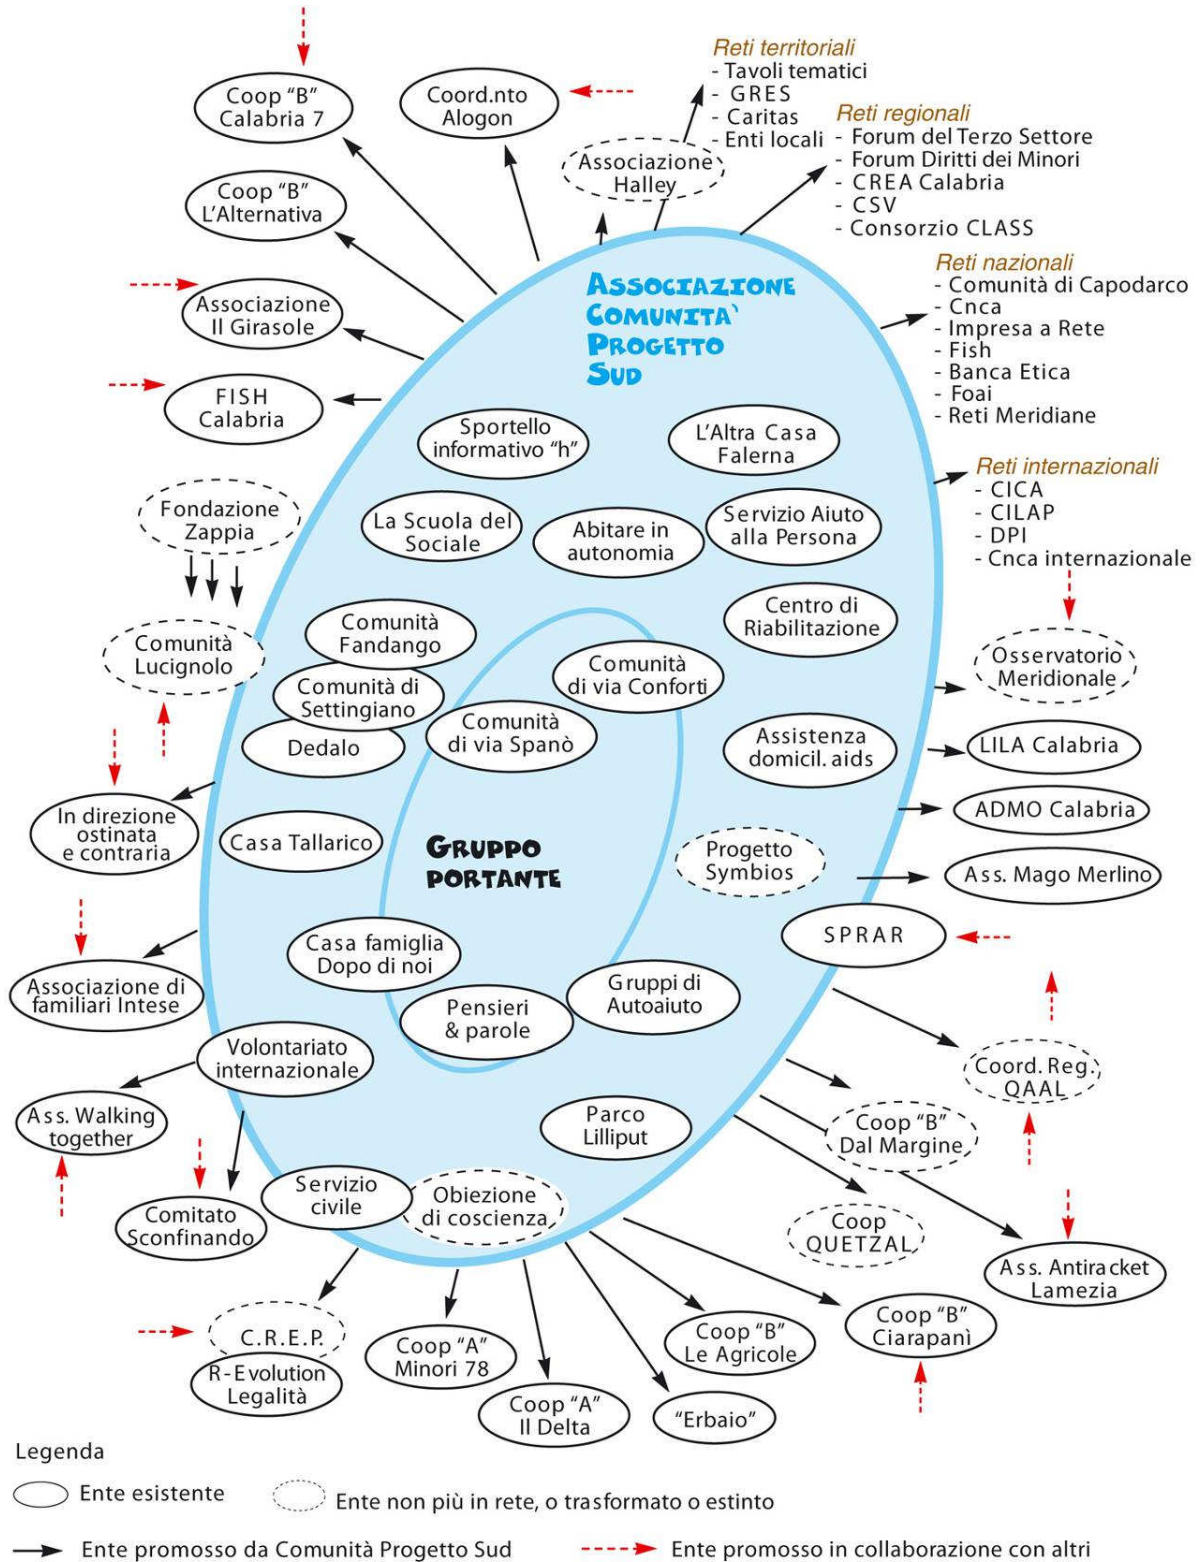 Coop “B”
Calabria 7
Coord.nto
Alogon
Reti territoriali
- Tavoli tematici
- GRES
- Caritas
- Enti locali
Associazione
Halley
Reti regionali
- Forum del Terzo Settore
- Forum Diritti dei Minori
- CREA Calabria
- CSV
- Consorzio CLASS
Coop “B”
L’Alternativa
Associazione
Il Girasole
FISH
Calabria
Reti nazionali
- Comunità di Capodarco
- Cnca
- Impresa a Rete
- Fish
- Banca Etica
- Foai
- Reti Meridiane
ASSOCIAZIONE
COMUNITA’
PROGETTO
SUD
Sportello
informativo “h”
L’Altra Casa
Falerna
Reti internazionali
- CICA
- CILAP
- DPI
- Cnca internazionale
Fondazione
Zappia
La Scuola del
Sociale
Abitare in
autonomia
Servizio Aiuto
alla Persona
Comunità
Lucignolo
Comunità
Fandango
Comunità di
Settingiano
Dedalo
Comunità
di via Spanò
Comunità
di via Conforti
Centro di
Riabilitazione
Osservatorio
Meridionale
Assistenza
domicil. aids
LILA Calabria
ADMO Calabria
In direzione
ostinata
e contraria
Casa Tallarico
GRUPPO
PORTANTE
Progetto
Symbios
Ass. Mago Merlino
SPRAR
Associazione di
familiari Intese
Casa famiglia
Dopo di noi
Pensieri
& parole
Gruppi di
Autoaiuto
Volontariato
internazionale
Coord. Reg.
QAAL
Ass. Walking
together
Parco
Lilliput
Coop “B”
Dal Margine
Comitato
Sconfinando
Servizio
civile
Obiezione
di coscienza
Coop
QUETZAL
Ass. Antiracket
Lamezia
C.R.E.P.
R-Evolution
Legalità
Coop “A”
Minori 78
Coop “A”
Il Delta
“Erbaio”
Coop “B”
Le Agricole
Coop “B”
Ciarapanì
Legenda
Ente esistente
Ente non più in rete, o trasformato o estinto
Ente promosso da Comunità Progetto Sud
Ente promosso in collaborazione con altri